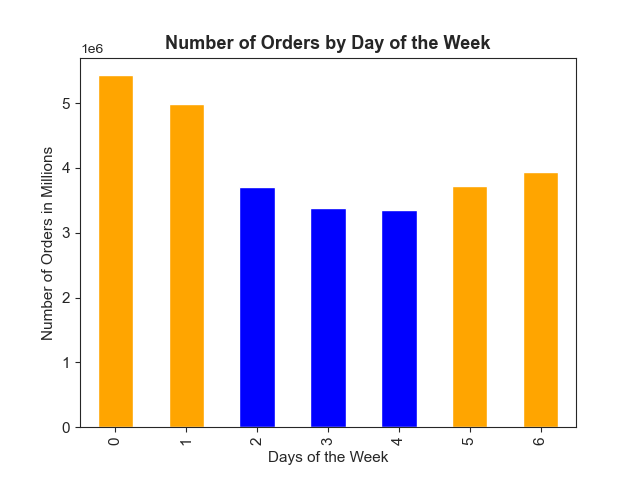 Number of Orders by Day of the Week
1e6
5
4
3
2
1
0
Number of Orders in Millions
0 1 2 3 4 5 6
Days of the Week